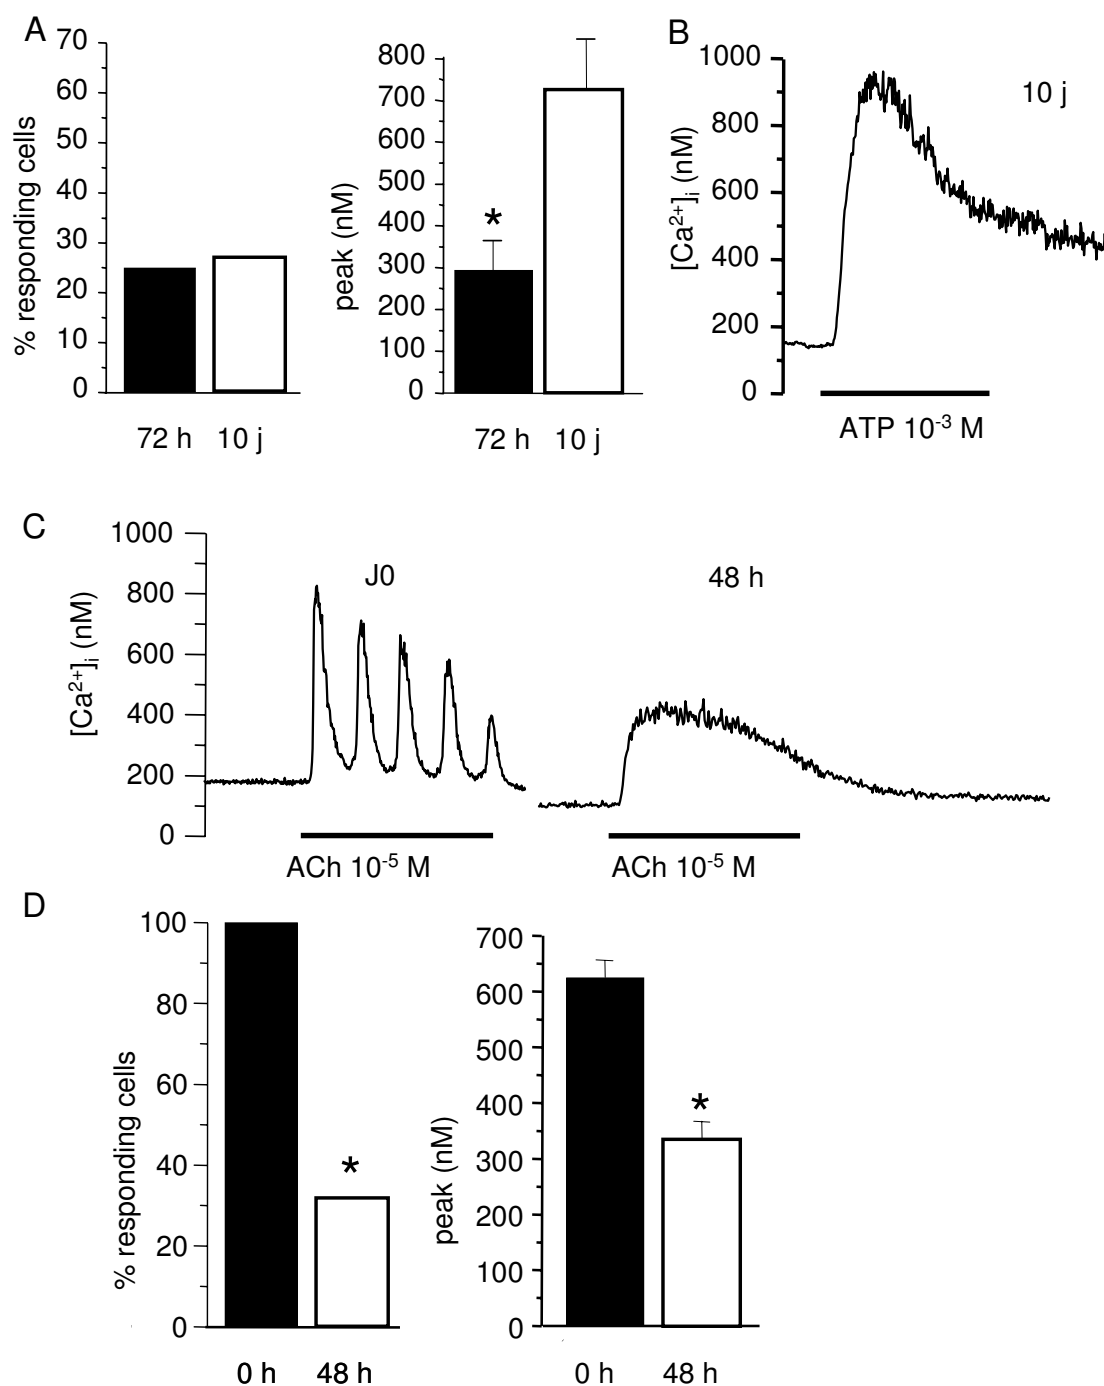 A
70
60
50
40
30
20
10
0
% responding cells
72 h 10 j
800
700
600
500
400
300
200
100
0
peak (nM)
*
72 h 10 j
B
1000
800
600
400
200
0
[Ca²⁺]ᵢ (nM)
10 j
ATP 10⁻³ M
C
1000
800
600
400
200
0
[Ca²⁺]ᵢ (nM)
J0
48 h
ACh 10⁻⁵ M
ACh 10⁻⁵ M
D
100
80
60
40
20
0
% responding cells
*
0 h 48 h
700
600
500
400
300
200
100
0
peak (nM)
*
0 h 48 h